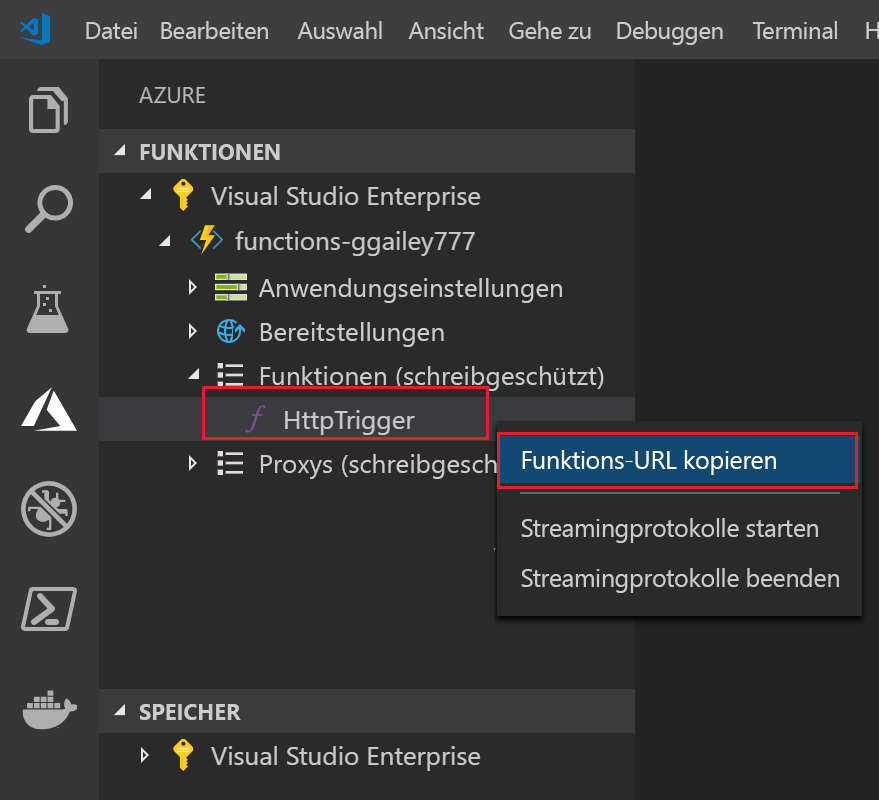 Datei Bearbeiten Auswahl Ansicht Gehe zu Debuggen Terminal H
AZURE
FUNKTIONEN
Visual Studio Enterprise
functions-ggailey777
Anwendungseinstellungen
Bereitstellungen
Funktionen (schreibgeschützt)
HttpTrigger
Proxys (schreibgesch
Funktions-URL kopieren
Streamingprotokolle starten
Streamingprotokolle beenden
SPEICHER
Visual Studio Enterprise